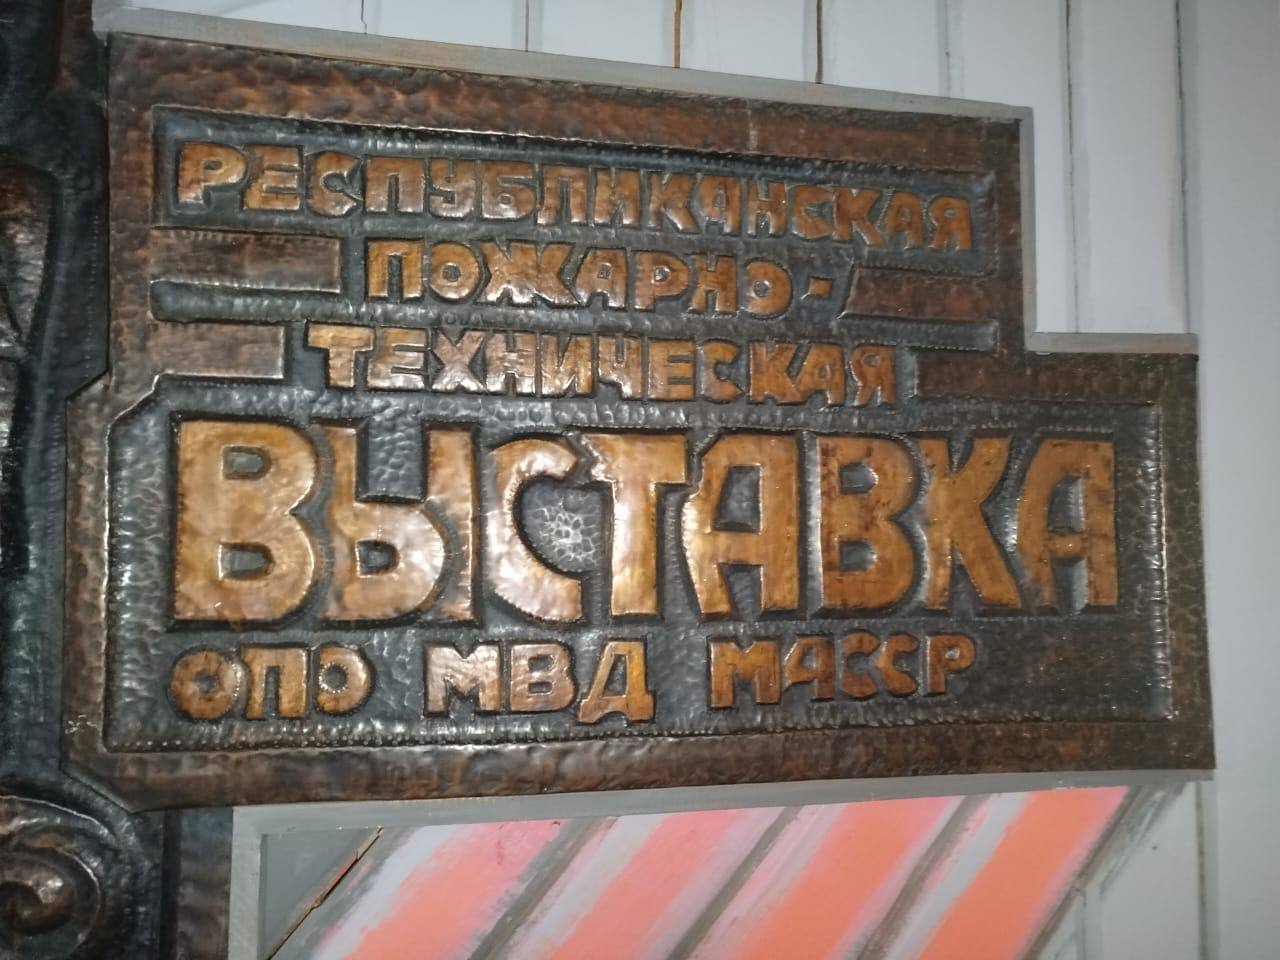 РЕСПУБЛИКАНСКАЯ
ПОЖАРНО-
ТЕХНИЧЕСКАЯ
ВЫСТАВКА
ОПО МВД МАССР